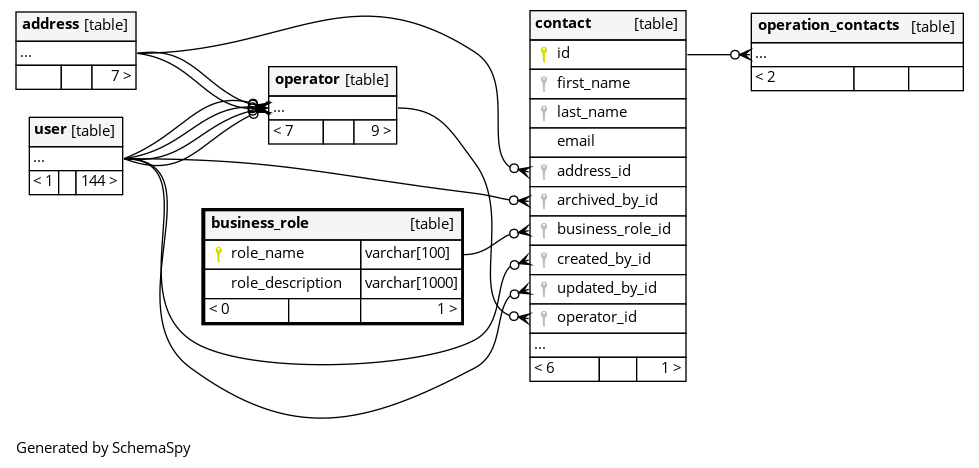 address [table]
...
7 >
user [table]
...
< 1 144 >
operator [table]
...
< 7 9 >
business_role [table]
role_name varchar[100]
role_description varchar[1000]
< 0 1 >
contact [table]
id
first_name
last_name
email
address_id
archived_by_id
business_role_id
created_by_id
updated_by_id
operator_id
...
< 6 1 >
operation_contacts [table]
...
< 2
Generated by SchemaSpy